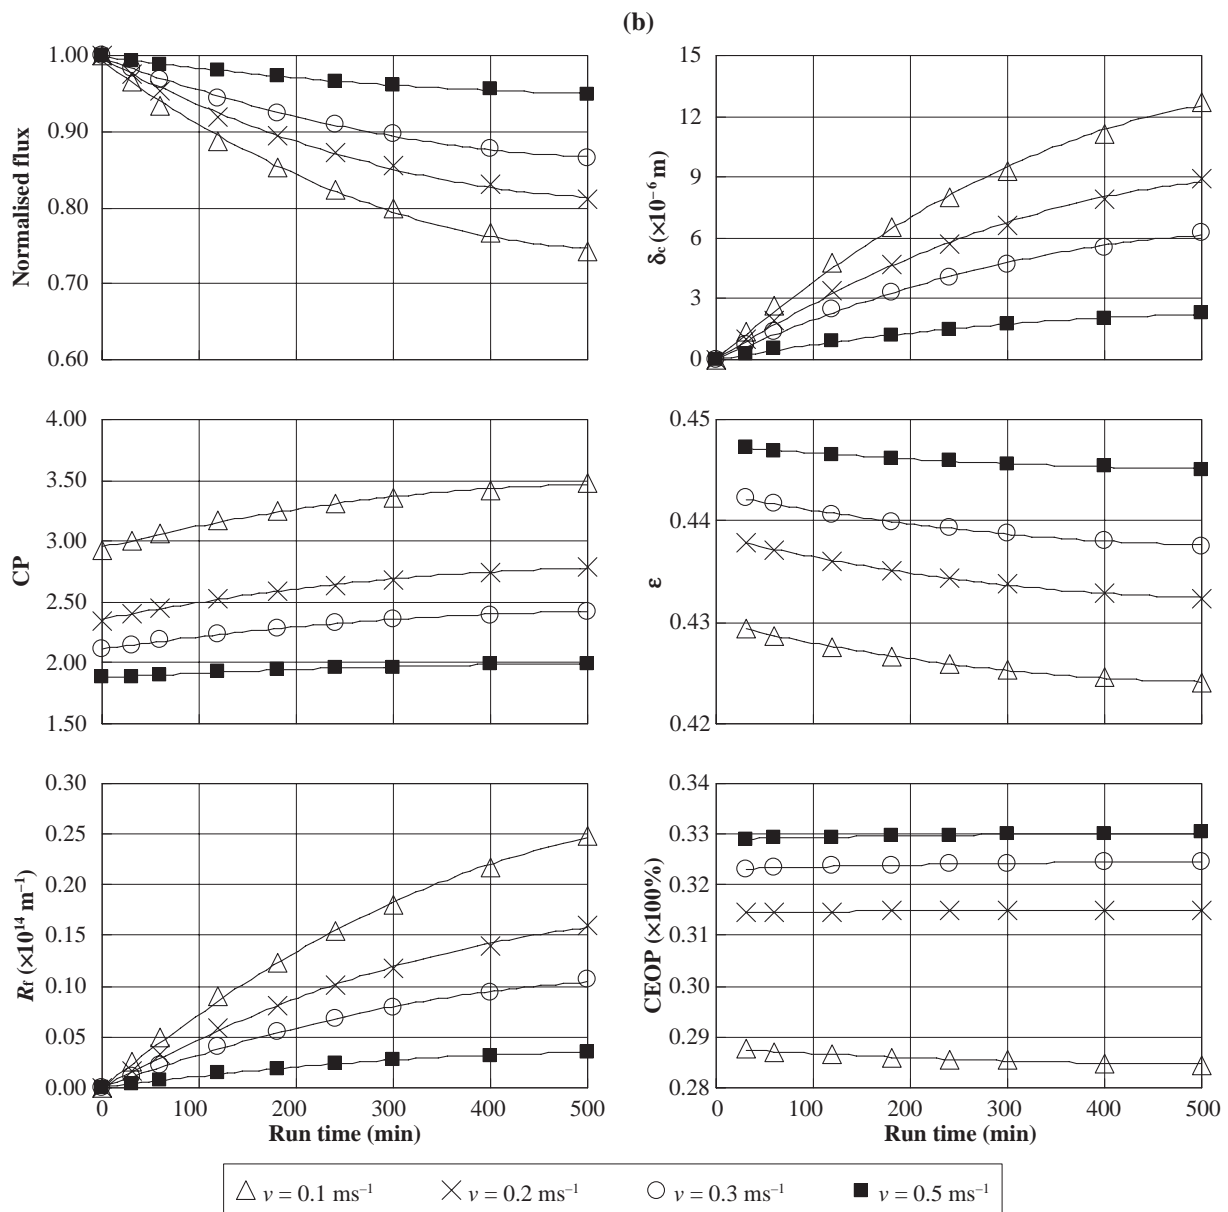 (b)
1.00
0.90
0.80
0.70
0.60
Normalised flux
15
12
9
6
3
0
δc (×10⁻⁶ m)
4.00
3.50
3.00
2.50
2.00
1.50
CP
0.45
0.44
0.43
0.42
ε
0.30
0.25
0.20
0.15
0.10
0.05
0.00
Rf (×10¹⁴ m⁻¹)
0 100 200 300 400 500
Run time (min)
0.34
0.33
0.32
0.31
0.30
0.29
0.28
CEOP (×100%)
0 100 200 300 400 500
Run time (min)
v = 0.1 ms⁻¹ v = 0.2 ms⁻¹ v = 0.3 ms⁻¹ v = 0.5 ms⁻¹